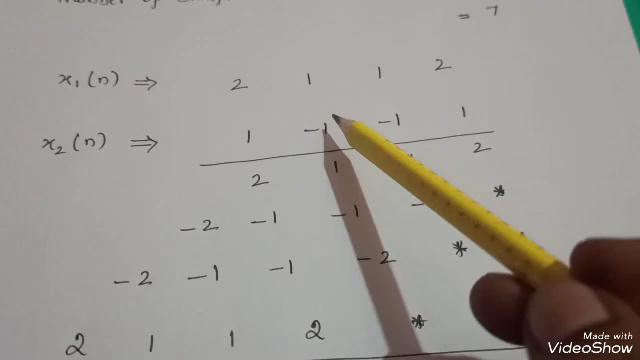 = 7
x₁(n) ⇒ 2 1 1 2
x₂(n) ⇒ 1 -1 -1 1
2 1 2
-2 -1 -1 - *
-2 -1 -1 -2 *
2 1 1 2 *
Made with
VideoShow